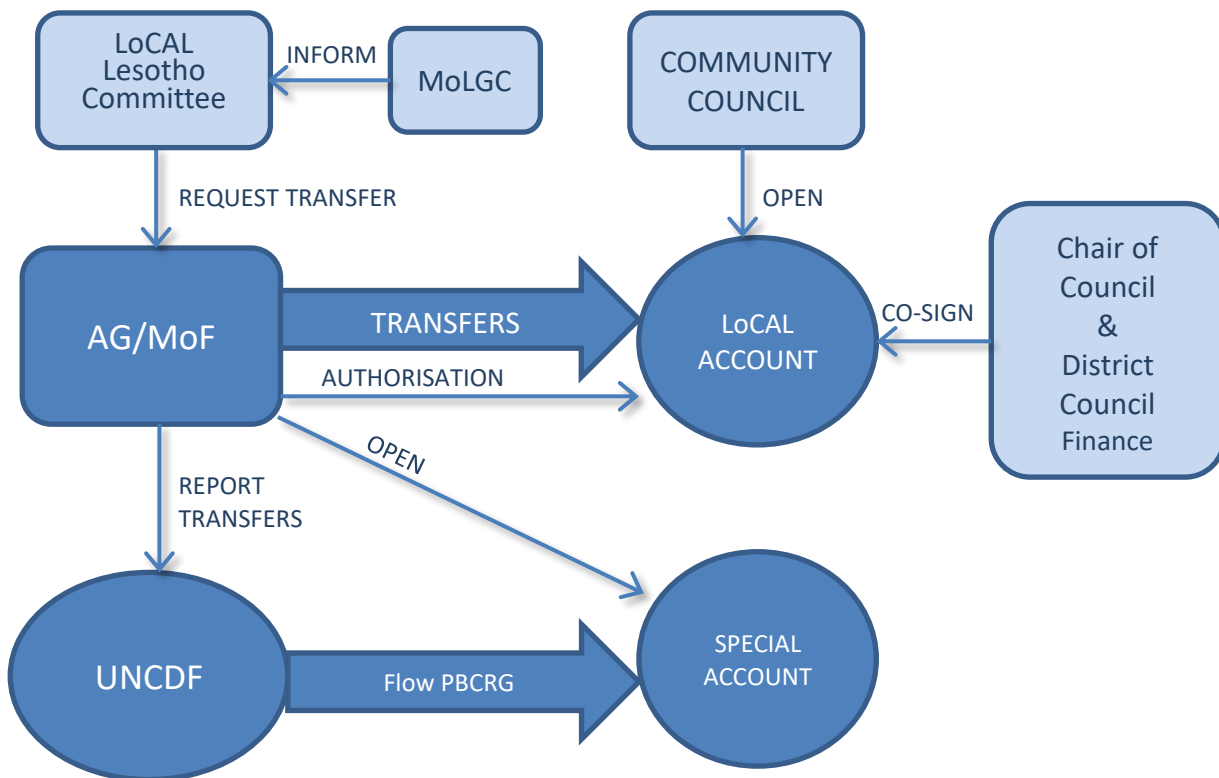 LoCAL
Lesotho
Committee
INFORM
MoLGC
COMMUNITY
COUNCIL
REQUEST TRANSFER
OPEN
AG/MoF
TRANSFERS
AUTHORISATION
LoCAL
ACCOUNT
CO-SIGN
Chair of
Council
&
District
Council
Finance
OPEN
REPORT
TRANSFERS
UNCDF
Flow PBCRG
SPECIAL
ACCOUNT